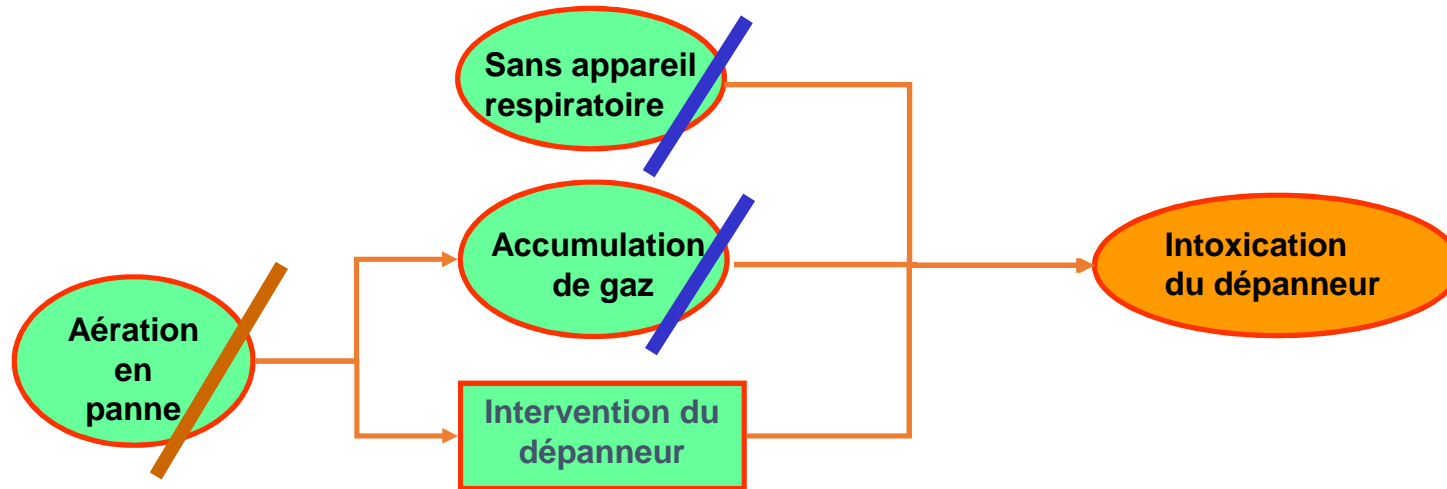 Sans appareil
respiratoire
Accumulation
de gaz
Aération
en
panne
Intervention du
dépanneur
Intoxication
du dépanneur